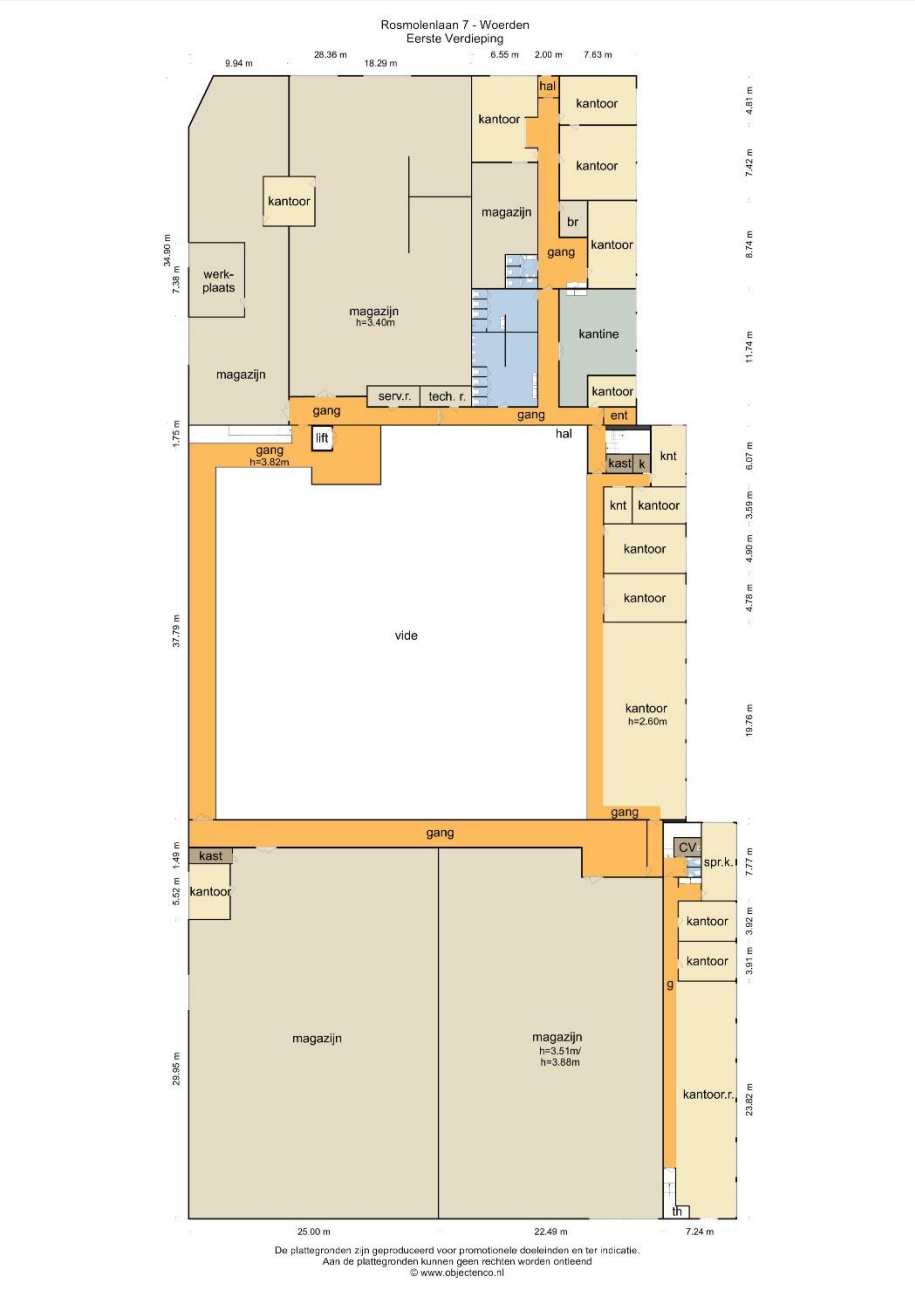 Rosmolenlaan 7 - Woerden
Eerste Verdieping
28.36 m
6.55 m
2.00 m
7.63 m
9.94 m
18.29 m
hal
kantoor
kantoor
4.81 m
kantoor
7.42 m
kantoor
magazijn
br
kantoor
gang
8.74 m
34.90 m
7.38 m
werk-
plaats
magazijn
h=3.40m
kantine
11.74 m
magazijn
kantoor
serv.r.
tech. r.
gang
gang
ent
1.75 m
lift
hal
gang
h=3.82m
kast
k
knt
6.07 m
knt
kantoor
3.59 m
kantoor
4.90 m
kantoor
4.78 m
37.79 m
vide
kantoor
h=2.60m
19.76 m
gang
gang
1.49 m
kast
CV
spr.k.
7.77 m
5.52 m
kantoor
kantoor
3.92 m
kantoor
3.91 m
g
magazijn
magazijn
h=3.51m/
h=3.88m
29.95 m
kantoor.r.
23.82 m
th
25.00 m
22.49 m
7.24 m
De plattegronden zijn geproduceerd voor promotionele doeleinden en ter indicatie.
Aan de plattegronden kunnen geen rechten worden ontleend
© www.objectenco.nl